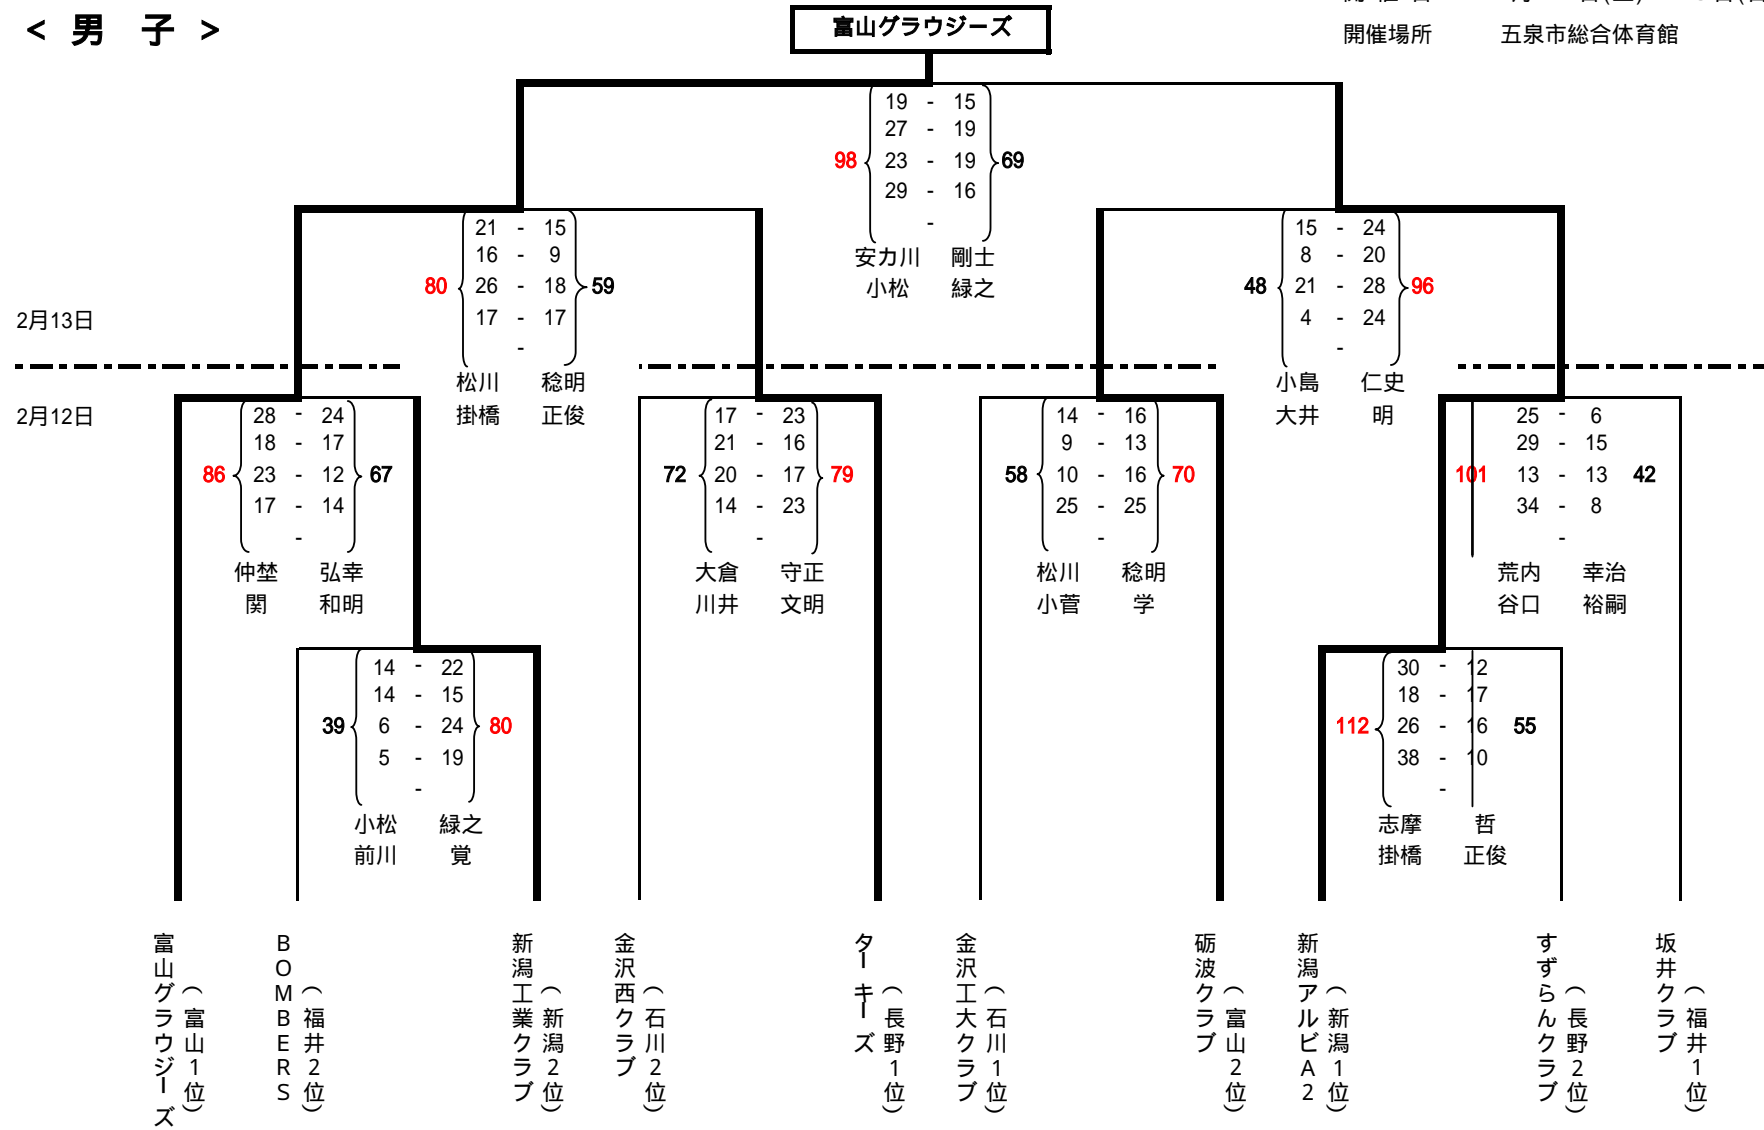 < 男 子 >
富山グラウジーズ
開催場所 五泉市総合体育館
19 - 15
27 - 19
98 23 - 19 69
29 - 16
-
安カ川 剛士
小松 緑之
21 - 15
16 - 9
80 26 - 18 59
17 - 17
-
松川 稔明
掛橋 正俊
15 - 24
8 - 20
48 21 - 28 96
4 - 24
-
小島 仁史
大井 明
2月13日
2月12日
28 - 24
18 - 17
86 23 - 12 67
17 - 14
-
仲埜 弘幸
関 和明
17 - 23
21 - 16
72 20 - 17 79
14 - 23
-
大倉 守正
川井 文明
14 - 16
9 - 13
58 10 - 16 70
25 - 25
-
松川 稔明
小菅 学
25 - 6
29 - 15
101 13 - 13 42
34 - 8
-
荒内 幸治
谷口 裕嗣
14 - 22
14 - 15
39 6 - 24 80
5 - 19
-
小松 緑之
前川 覚
30 - 12
18 - 17
112 26 - 16 55
38 - 10
-
志摩 哲
掛橋 正俊
富山グラウジーズ
(富山1位)
BOMBERS
(福井2位)
新潟工業クラブ
(新潟2位)
金沢西クラブ
(石川2位)
ターキーズ
(長野1位)
金沢工大クラブ
(石川1位)
砺波クラブ
(富山2位)
新潟アルビA2
(新潟1位)
すずらんクラブ
(長野2位)
坂井クラブ
(福井1位)